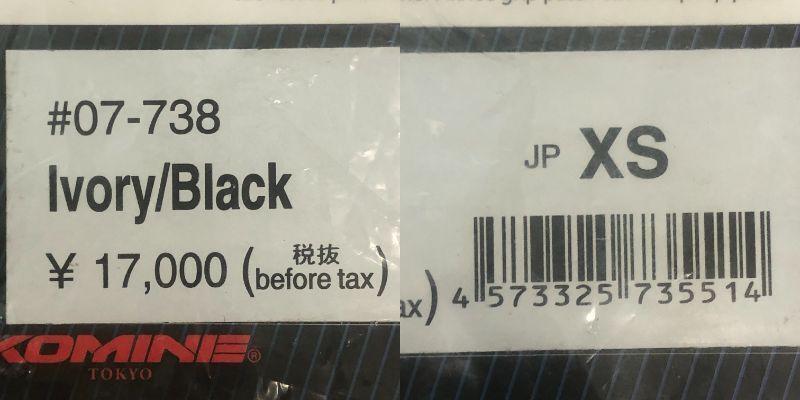 #07-738
Ivory/Black
¥ 17,000 (税抜 before tax)
KOMINE®
TOKYO
JP XS
ax)
4 573325 735514